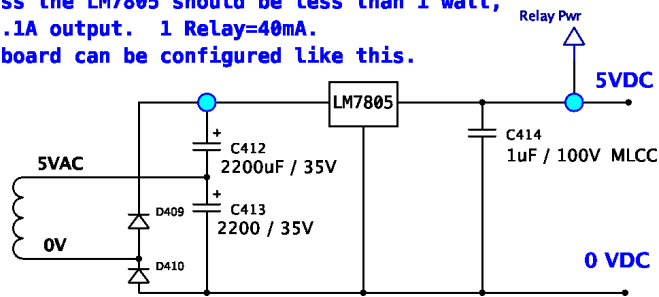 ss the LM7805 should be less than 1 watt,
.1A output.  1 Relay=40mA.
board can be configured like this.
Relay Pwr
5VDC
LM7805
C412
2200uF / 35V
C414
1uF / 100V MLCC
5VAC
C413
2200 / 35V
D409
0V
D410
0 VDC